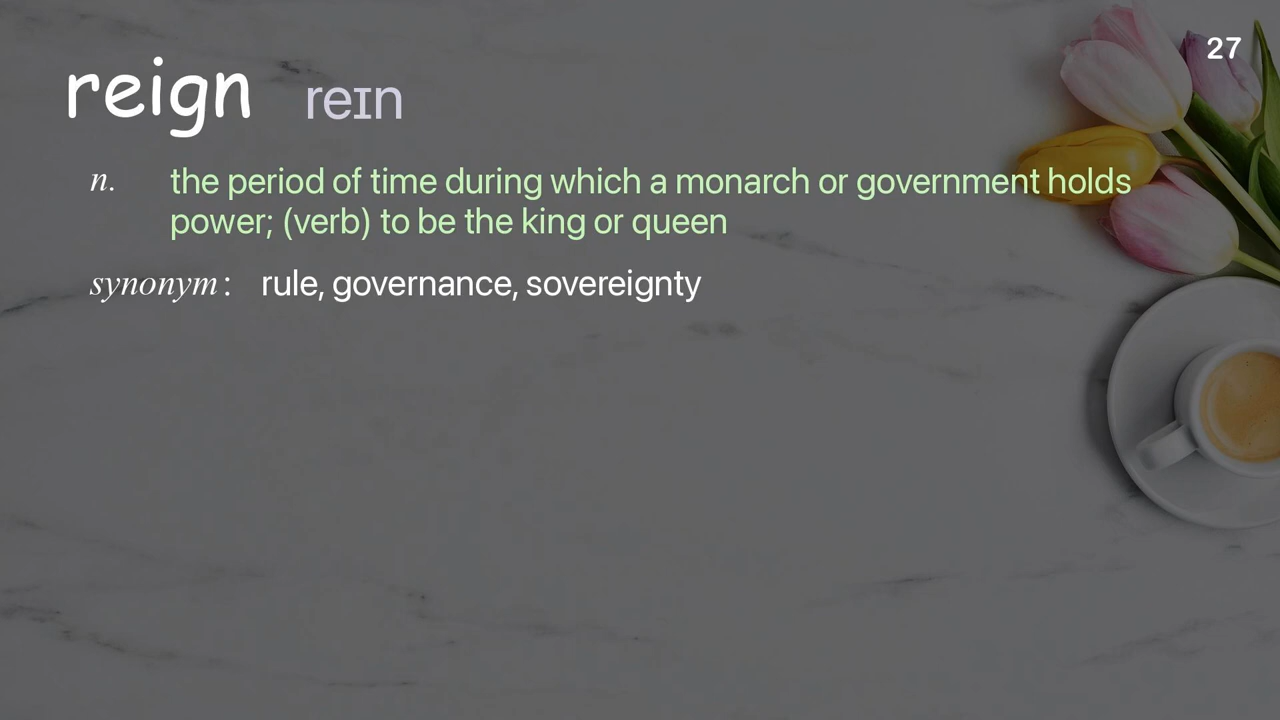 27
reign reɪn
n. the period of time during which a monarch or government holds
power; (verb) to be the king or queen
synonym : rule, governance, sovereignty